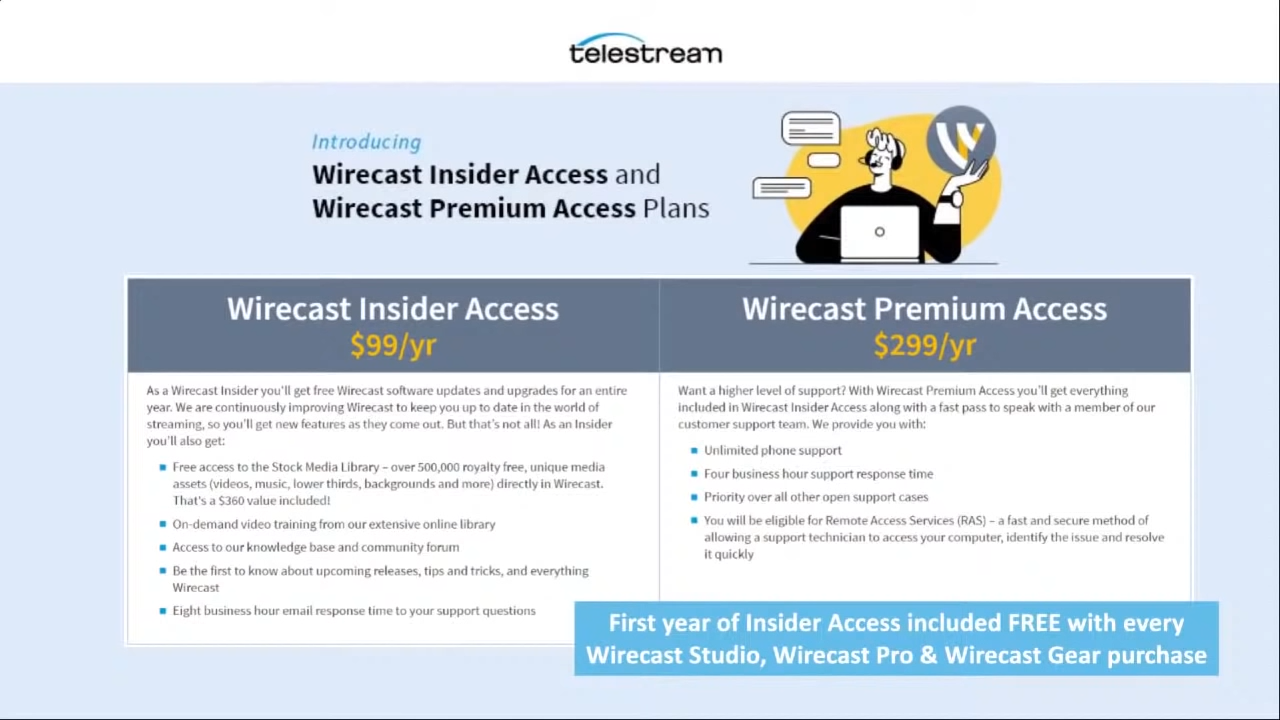 telestream
Introducing
Wirecast Insider Access and
Wirecast Premium Access Plans
Wirecast Insider Access
$99/yr
As a Wirecast Insider you'll get free Wirecast software updates and upgrades for an entire
year. We are continuously improving Wirecast to keep you up to date in the world of
streaming, so you'll get new features as they come out. But that's not all! As an Insider
you'll also get:
Free access to the Stock Media Library – over 500,000 royalty free, unique media
assets (videos, music, lower thirds, backgrounds and more) directly in Wirecast.
That's a $360 value included!
On-demand video training from our extensive online library
Access to our knowledge base and community forum
Be the first to know about upcoming releases, tips and tricks, and everything
Wirecast
Eight business hour email response time to your support questions
Wirecast Premium Access
$299/yr
Want a higher level of support? With Wirecast Premium Access you'll get everything
included in Wirecast Insider Access along with a fast pass to speak with a member of our
customer support team. We provide you with:
Unlimited phone support
Four business hour support response time
Priority over all other open support cases
You will be eligible for Remote Access Services (RAS) – a fast and secure method of
allowing a support technician to access your computer, identify the issue and resolve
it quickly
First year of Insider Access included FREE with every
Wirecast Studio, Wirecast Pro & Wirecast Gear purchase